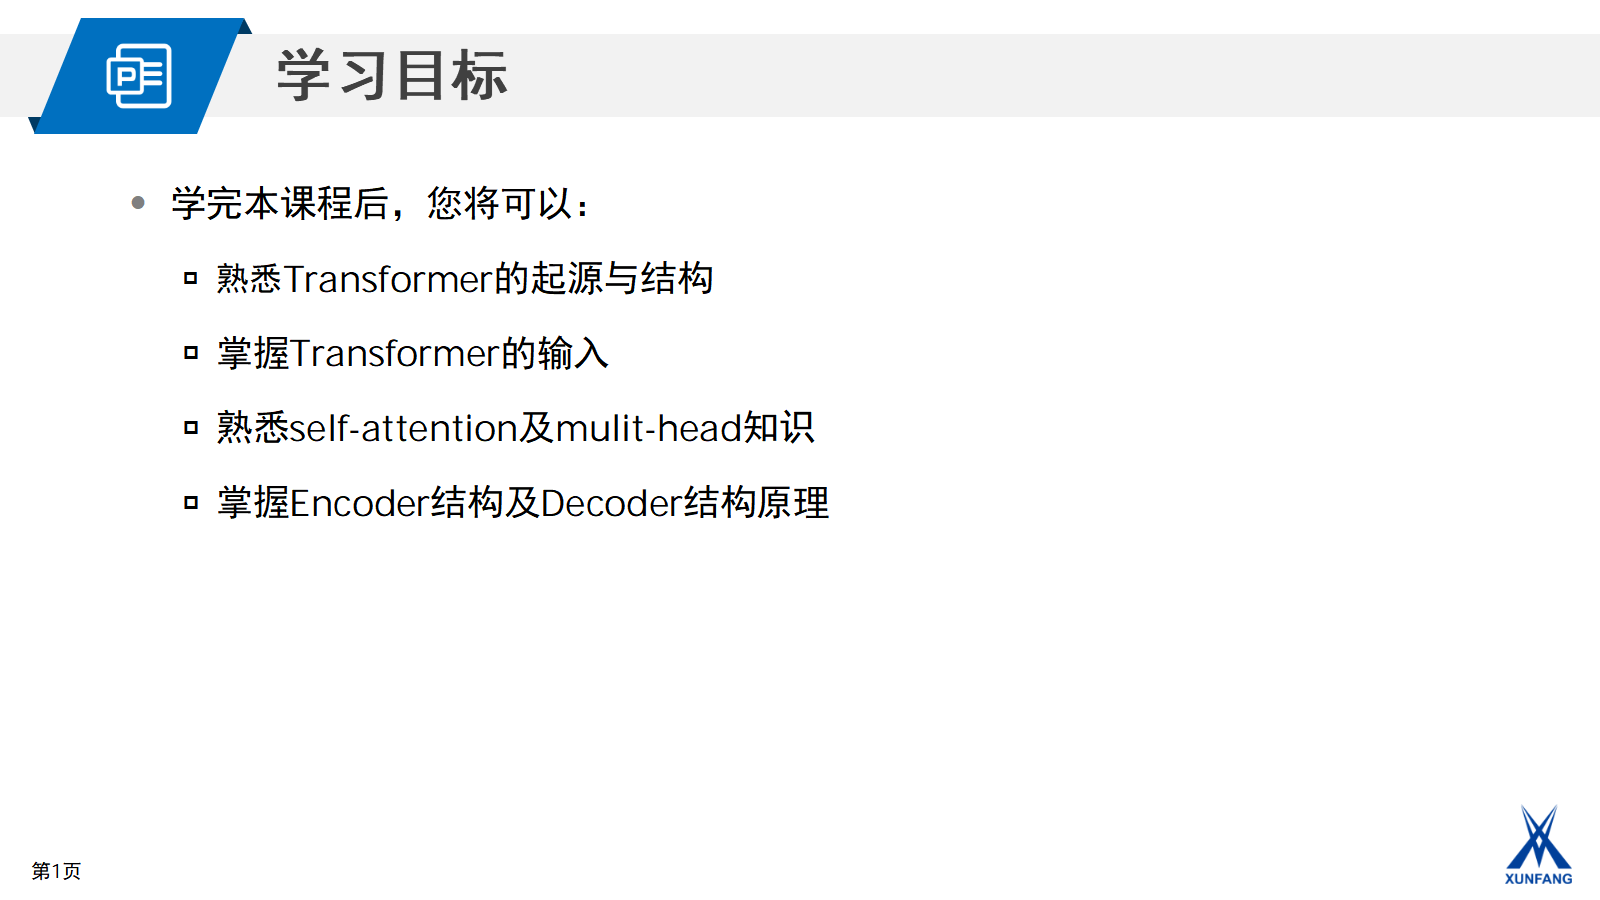 学习目标
学完本课程后，您将可以：
熟悉Transformer的起源与结构
掌握Transformer的输入
熟悉self-attention及mulit-head知识
掌握Encoder结构及Decoder结构原理
第1页
XUNFANG